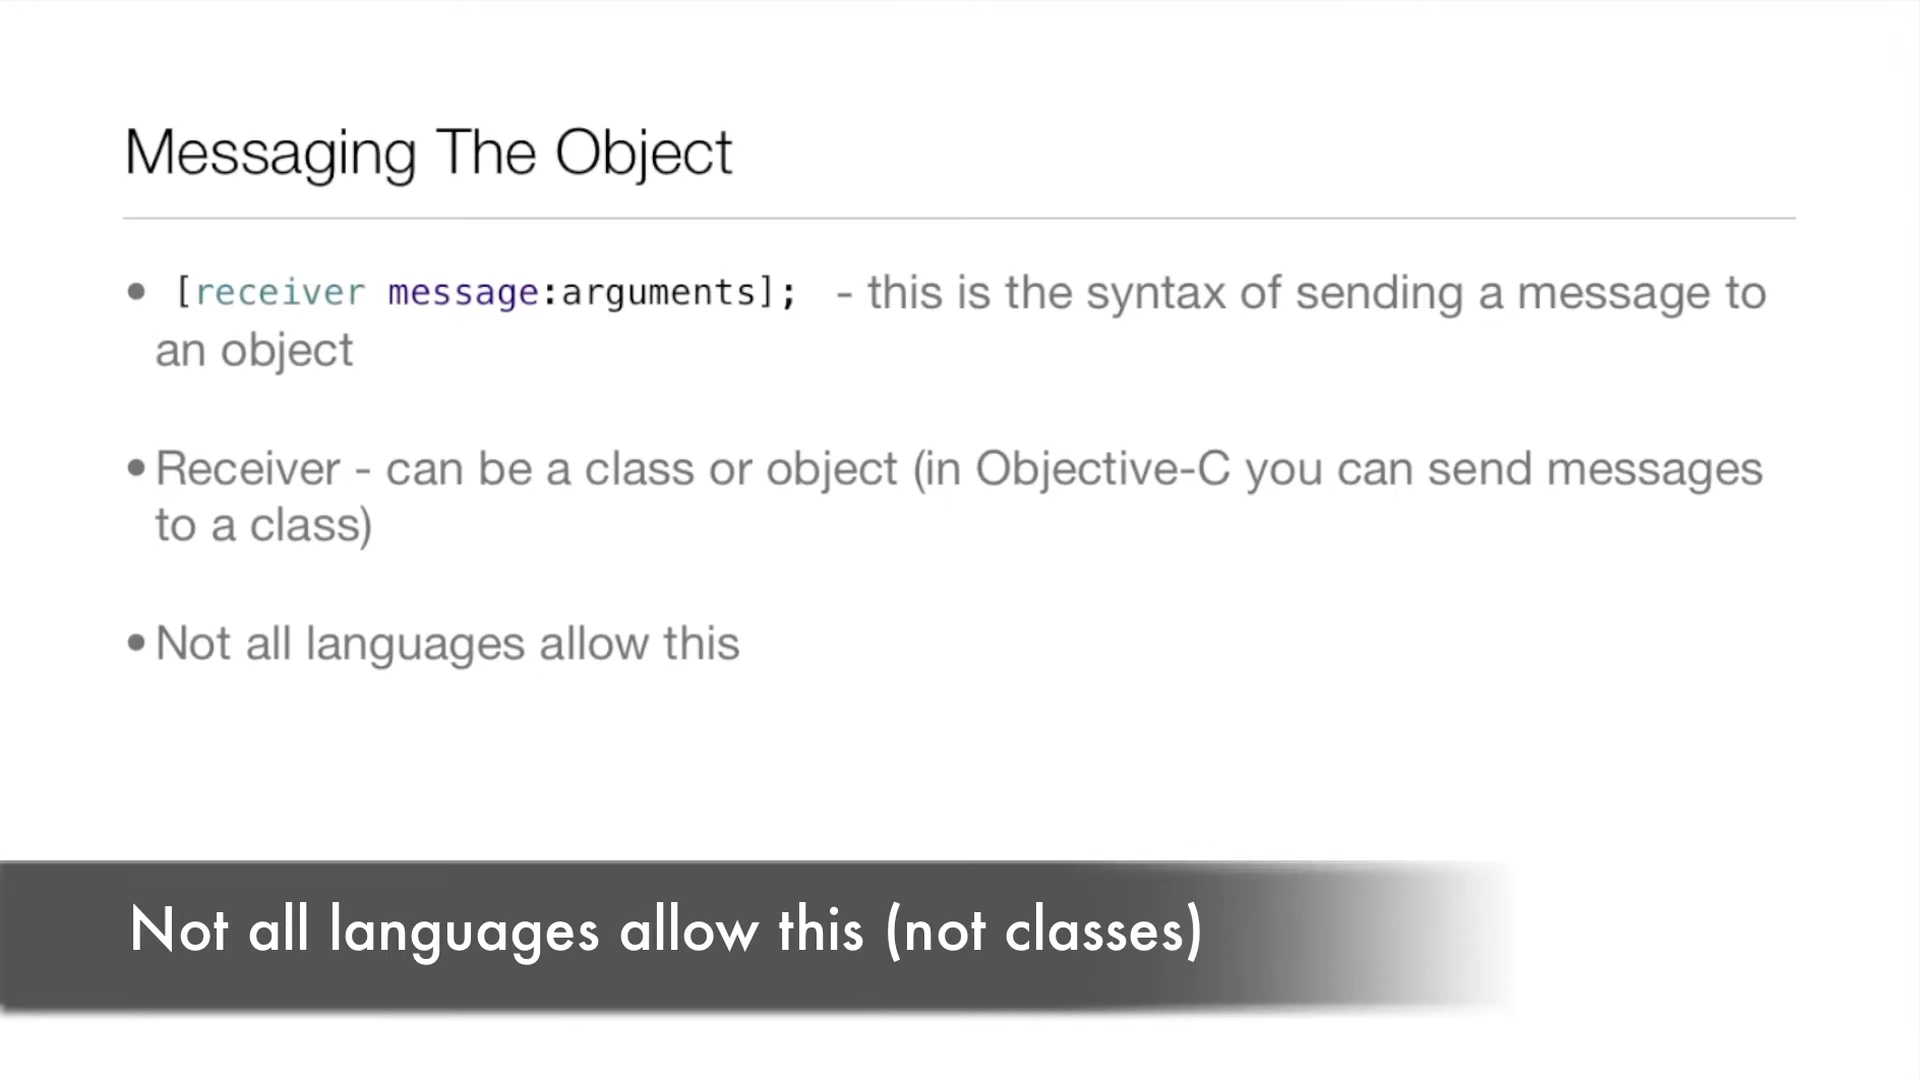 Messaging The Object
• [receiver message:arguments]; - this is the syntax of sending a message to
an object
• Receiver - can be a class or object (in Objective-C you can send messages
to a class)
• Not all languages allow this
Not all languages allow this (not classes)